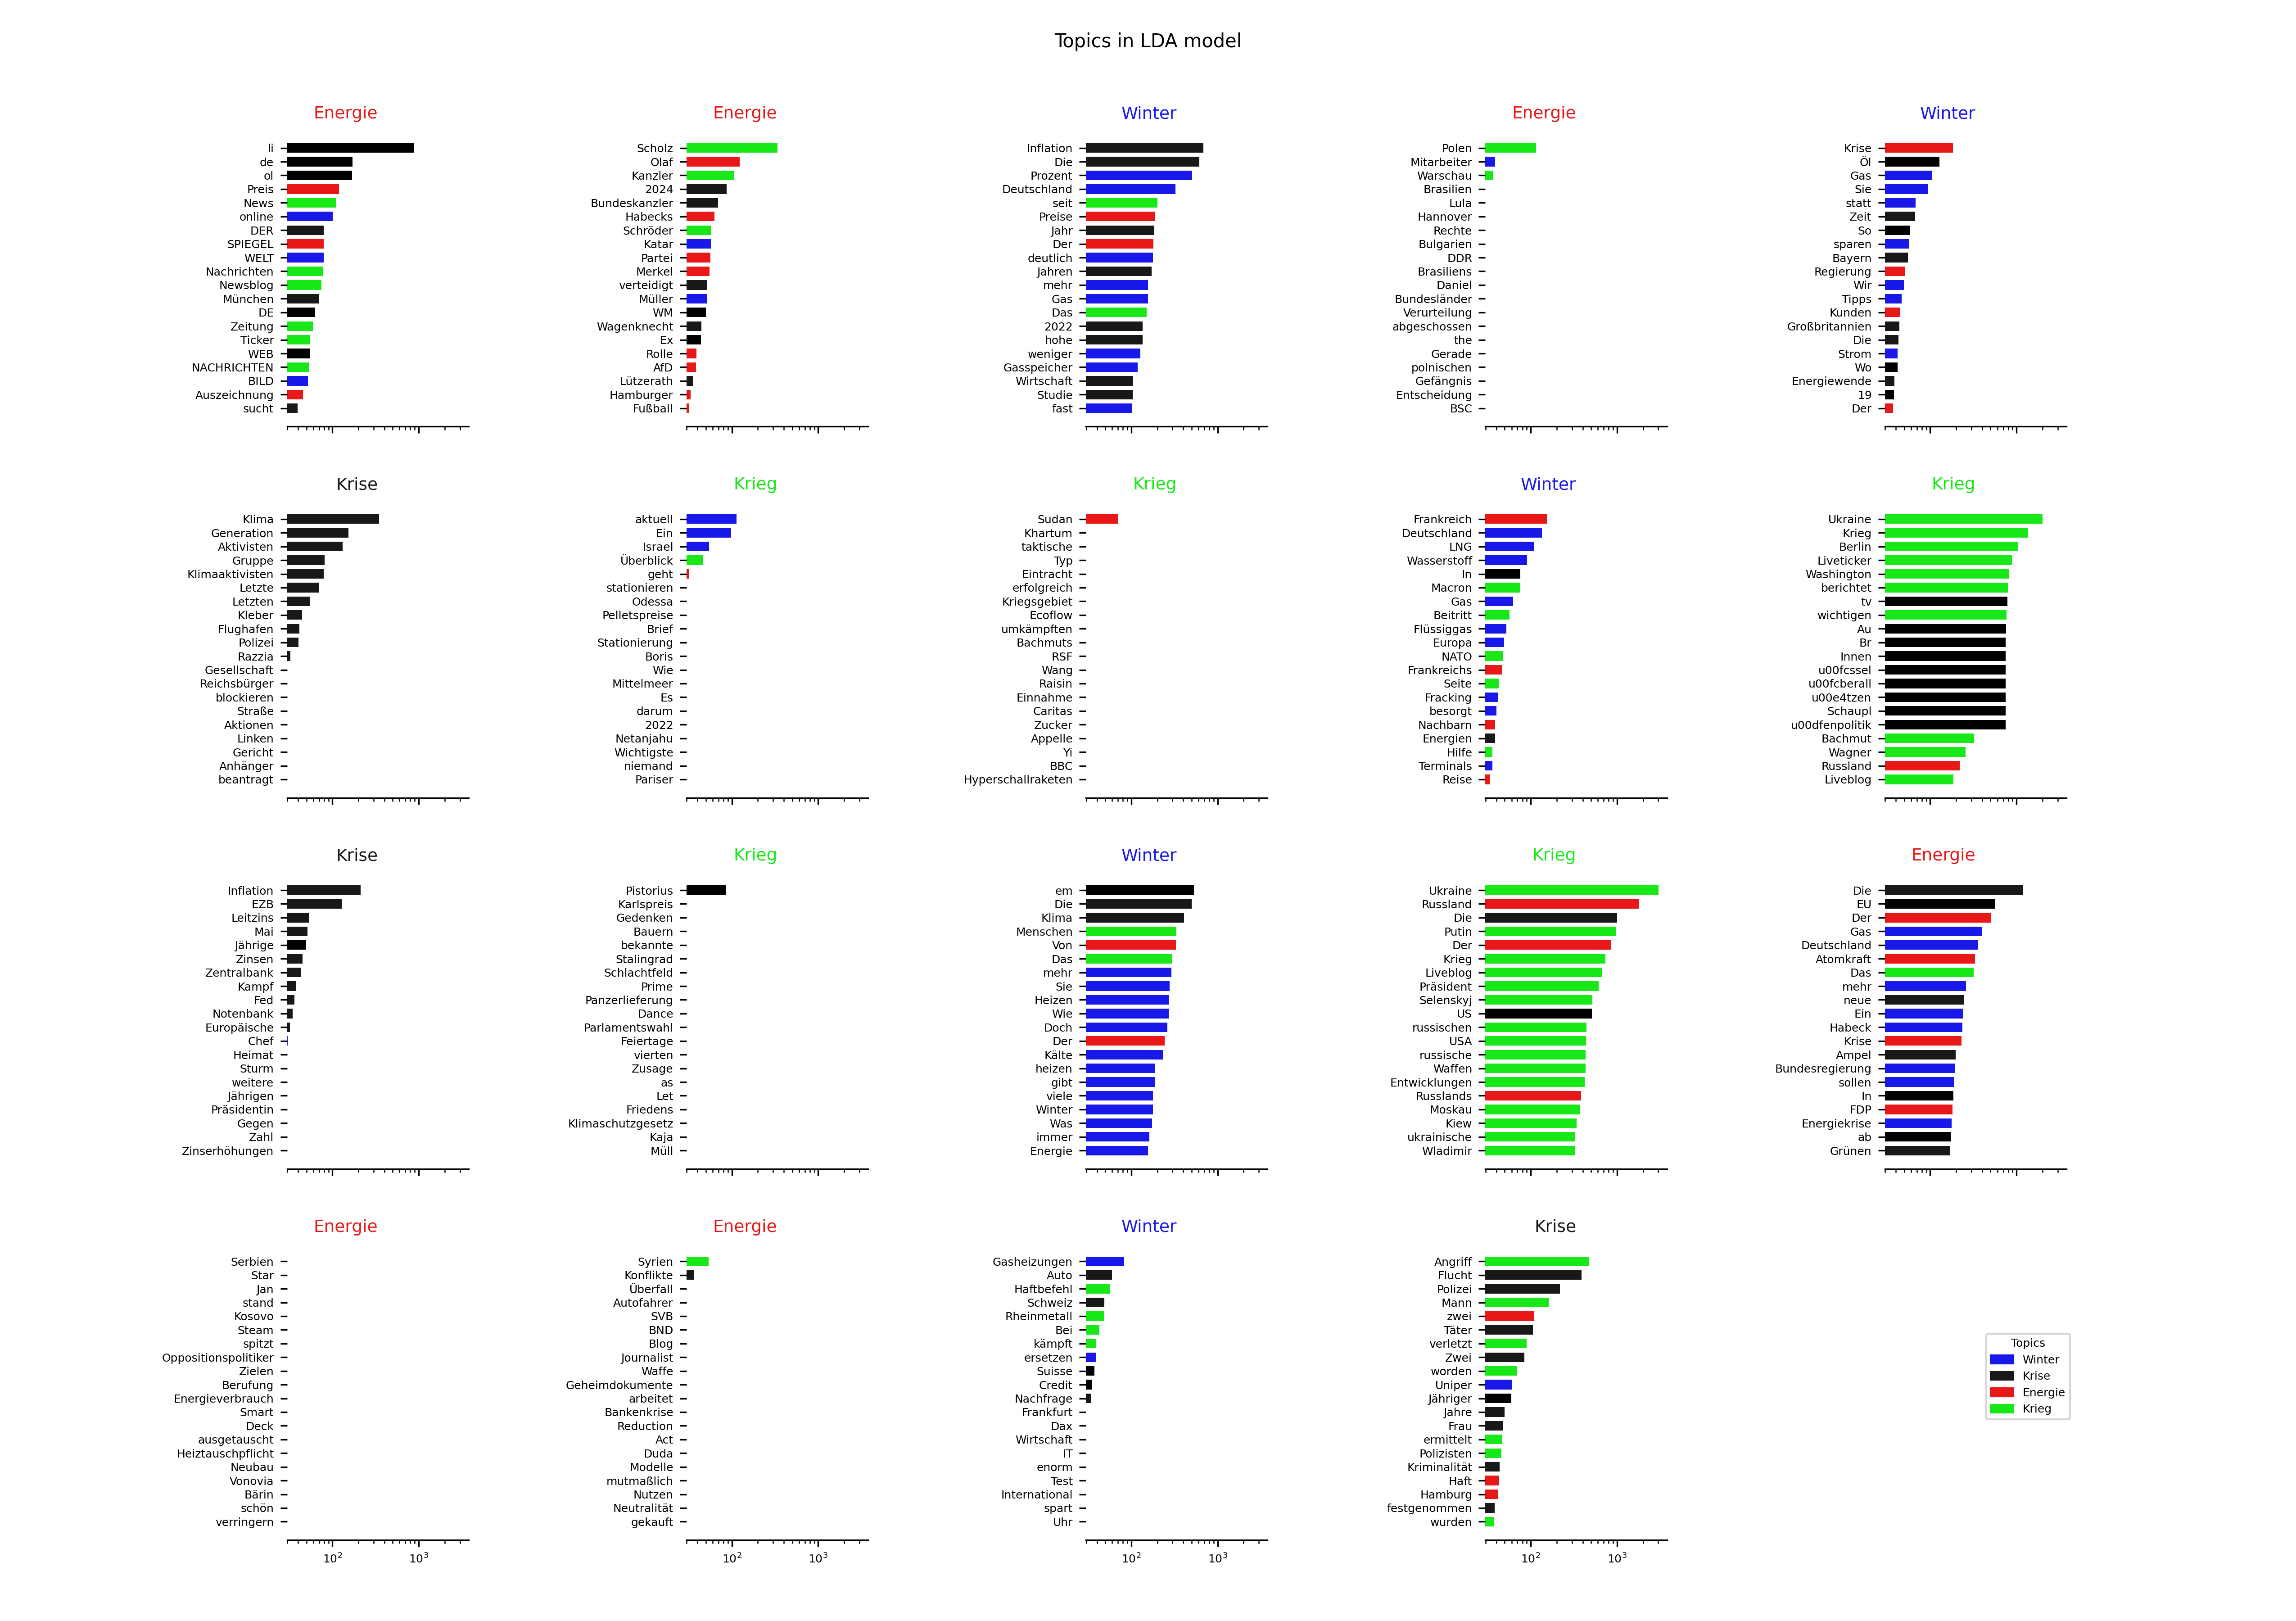 Topics in LDA model
Energie
li
de
ol
Preis
News
online
DER
SPIEGEL
WELT
Nachrichten
Newsblog
München
DE
Zeitung
Ticker
WEB
NACHRICHTEN
BILD
Auszeichnung
sucht
Energie
Scholz
Olaf
Kanzler
2024
Bundeskanzler
Habecks
Schröder
Katar
Partei
Merkel
verteidigt
Müller
WM
Wagenknecht
Ex
Rolle
AfD
Lützerath
Hamburger
Fußball
Winter
Inflation
Die
Prozent
Deutschland
seit
Preise
Jahr
Der
deutlich
Jahren
mehr
Gas
Das
2022
hohe
weniger
Gasspeicher
Wirtschaft
Studie
fast
Energie
Polen
Mitarbeiter
Warschau
Brasilien
Lula
Hannover
Rechte
Bulgarien
DDR
Brasiliens
Daniel
Bundesländer
Verurteilung
abgeschossen
the
Gerade
polnischen
Gefängnis
Entscheidung
BSC
Winter
Krise
Öl
Gas
Sie
statt
Zeit
So
sparen
Bayern
Regierung
Wir
Tipps
Kunden
Großbritannien
Die
Strom
Wo
Energiewende
19
Der
Krise
Klima
Generation
Aktivisten
Gruppe
Klimaaktivisten
Letzte
Letzten
Kleber
Flughafen
Polizei
Razzia
Gesellschaft
Reichsbürger
blockieren
Straße
Aktionen
Linken
Gericht
Anhänger
beantragt
Krieg
aktuell
Ein
Israel
Überblick
geht
stationieren
Odessa
Pelletspreise
Brief
Stationierung
Boris
Wie
Mittelmeer
Es
darum
2022
Netanjahu
Wichtigste
niemand
Pariser
Krieg
Sudan
Khartum
taktische
Typ
Eintracht
erfolgreich
Kriegsgebiet
Ecoflow
umkämpften
Bachmuts
RSF
Wang
Raisin
Einnahme
Caritas
Zucker
Appelle
Yi
BBC
Hyperschallraketen
Winter
Frankreich
Deutschland
LNG
Wasserstoff
In
Macron
Gas
Beitritt
Flüssiggas
Europa
NATO
Frankreichs
Seite
Fracking
besorgt
Nachbarn
Energien
Hilfe
Terminals
Reise
Krieg
Ukraine
Krieg
Berlin
Liveticker
Washington
berichtet
tv
wichtigen
Au
Br
Innen
u00fcssel
u00fcberall
u00e4tzen
Schaupl
u00dfenpolitik
Bachmut
Wagner
Russland
Liveblog
Krise
Inflation
EZB
Leitzins
Mai
Jährige
Zinsen
Zentralbank
Kampf
Fed
Notenbank
Europäische
Chef
Heimat
Sturm
weitere
Jährigen
Präsidentin
Gegen
Zahl
Zinserhöhungen
Krieg
Pistorius
Karlspreis
Gedenken
Bauern
bekannte
Stalingrad
Schlachtfeld
Prime
Panzerlieferung
Dance
Parlamentswahl
Feiertage
vierten
Zusage
as
Let
Friedens
Klimaschutzgesetz
Kaja
Müll
Winter
em
Die
Klima
Menschen
Von
Das
mehr
Sie
Heizen
Wie
Doch
Der
Kälte
heizen
gibt
viele
Winter
Was
immer
Energie
Krieg
Ukraine
Russland
Die
Putin
Der
Krieg
Liveblog
Präsident
Selenskyj
US
russischen
USA
russische
Waffen
Entwicklungen
Russlands
Moskau
Kiew
ukrainische
Wladimir
Energie
Die
EU
Der
Gas
Deutschland
Atomkraft
Das
mehr
neue
Ein
Habeck
Krise
Ampel
Bundesregierung
sollen
In
FDP
Energiekrise
ab
Grünen
Energie
Serbien
Star
Jan
stand
Kosovo
Steam
spitzt
Oppositionspolitiker
Zielen
Berufung
Energieverbrauch
Smart
Deck
ausgetauscht
Heiztauschpflicht
Neubau
Vonovia
Bärin
schön
verringern
10² 10³
Energie
Syrien
Konflikte
Überfall
Autofahrer
SVB
BND
Blog
Journalist
Waffe
Geheimdokumente
arbeitet
Bankenkrise
Reduction
Act
Duda
Modelle
mutmaßlich
Nutzen
Neutralität
gekauft
10² 10³
Winter
Gasheizungen
Auto
Haftbefehl
Schweiz
Rheinmetall
Bei
kämpft
ersetzen
Suisse
Credit
Nachfrage
Frankfurt
Dax
Wirtschaft
IT
enorm
Test
International
spart
Uhr
10² 10³
Krise
Angriff
Flucht
Polizei
Mann
zwei
Täter
verletzt
Zwei
worden
Uniper
Jähriger
Jahre
Frau
ermittelt
Polizisten
Kriminalität
Haft
Hamburg
festgenommen
wurden
10² 10³
Topics
Winter
Krise
Energie
Krieg